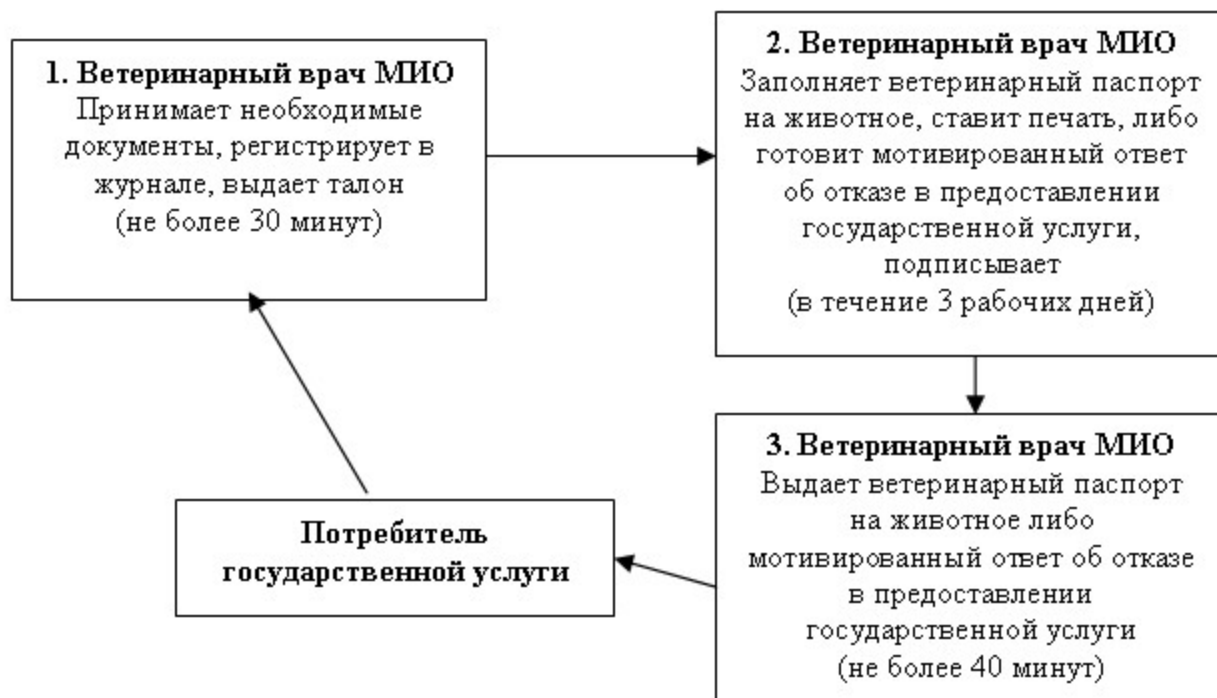 1. Ветеринарный врач МИО
Принимает необходимые
документы, регистрирует в
журнале, выдает талон
(не более 30 минут)
2. Ветеринарный врач МИО
Заполняет ветеринарный паспорт
на животное, ставит печать, либо
готовит мотивированный ответ
об отказе в предоставлении
государственной услуги,
подписывает
(в течение 3 рабочих дней)
3. Ветеринарный врач МИО
Выдает ветеринарный паспорт
на животное либо
мотивированный ответ об отказе
в предоставлении
государственной услуги
(не более 40 минут)
Потребитель
государственной услуги